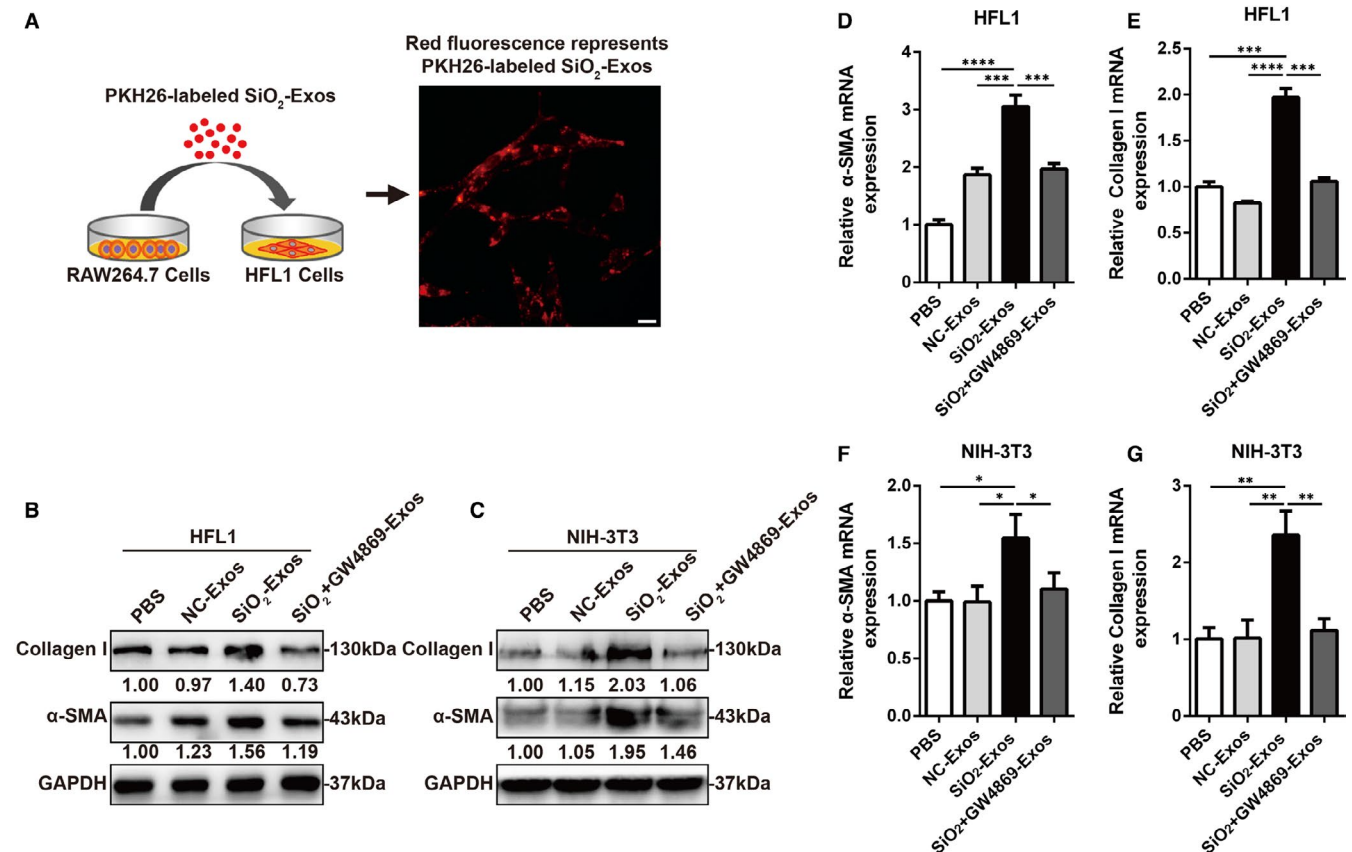 A
Red fluorescence represents
PKH26-labeled SiO2-Exos
PKH26-labeled SiO2-Exos
RAW264.7 Cells
HFL1 Cells
B
HFL1
PBS
NC-Exos
SiO2-Exos
SiO2+GW4869-Exos
Collagen I
-130kDa
1.00 0.97 1.40 0.73
α-SMA
-43kDa
1.00 1.23 1.56 1.19
GAPDH
-37kDa
C
NIH-3T3
PBS
NC-Exos
SiO2-Exos
SiO2+GW4869-Exos
Collagen I
-130kDa
1.00 1.15 2.03 1.06
α-SMA
-43kDa
1.00 1.05 1.95 1.46
GAPDH
-37kDa
D
HFL1
Relative α-SMA mRNA
expression
4
3
2
1
0
****
*** ***
PBS
NC-Exos
SiO2-Exos
SiO2+GW4869-Exos
E
HFL1
Relative Collagen I mRNA
expression
2.5
2.0
1.5
1.0
0.5
0.0
***
**** ***
PBS
NC-Exos
SiO2-Exos
SiO2+GW4869-Exos
F
NIH-3T3
Relative α-SMA mRNA
expression
2.0
1.5
1.0
0.5
0.0
*
* *
PBS
NC-Exos
SiO2-Exos
SiO2+GW4869-Exos
G
NIH-3T3
Relative Collagen I mRNA
expression
3
2
1
0
**
** **
PBS
NC-Exos
SiO2-Exos
SiO2+GW4869-Exos